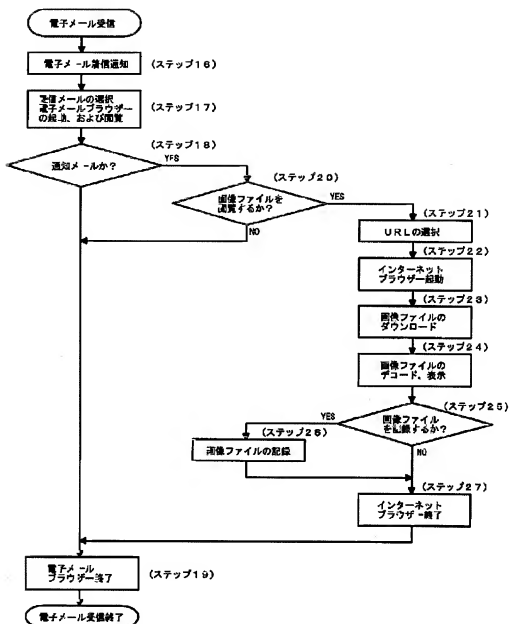 電子メール受信
電子メール着信通知
(ステップ16)
受信メールの選択
電子メールブラウザー
の起動、および閲覧
(ステップ17)
(ステップ18)
通知メールか?
YES
(ステップ20)
画像ファイルを
閲覧するか?
YES
NO
(ステップ21)
URLの選択
(ステップ22)
インターネット
ブラウザー起動
(ステップ23)
画像ファイルの
ダウンロード
(ステップ24)
画像ファイルの
デコード、表示
(ステップ25)
画像ファイル
を記録するか?
YES
NO
(ステップ26)
画像ファイルの記録
(ステップ27)
インターネット
ブラウザー終了
電子メール
ブラウザー終了
(ステップ19)
電子メール受信終了